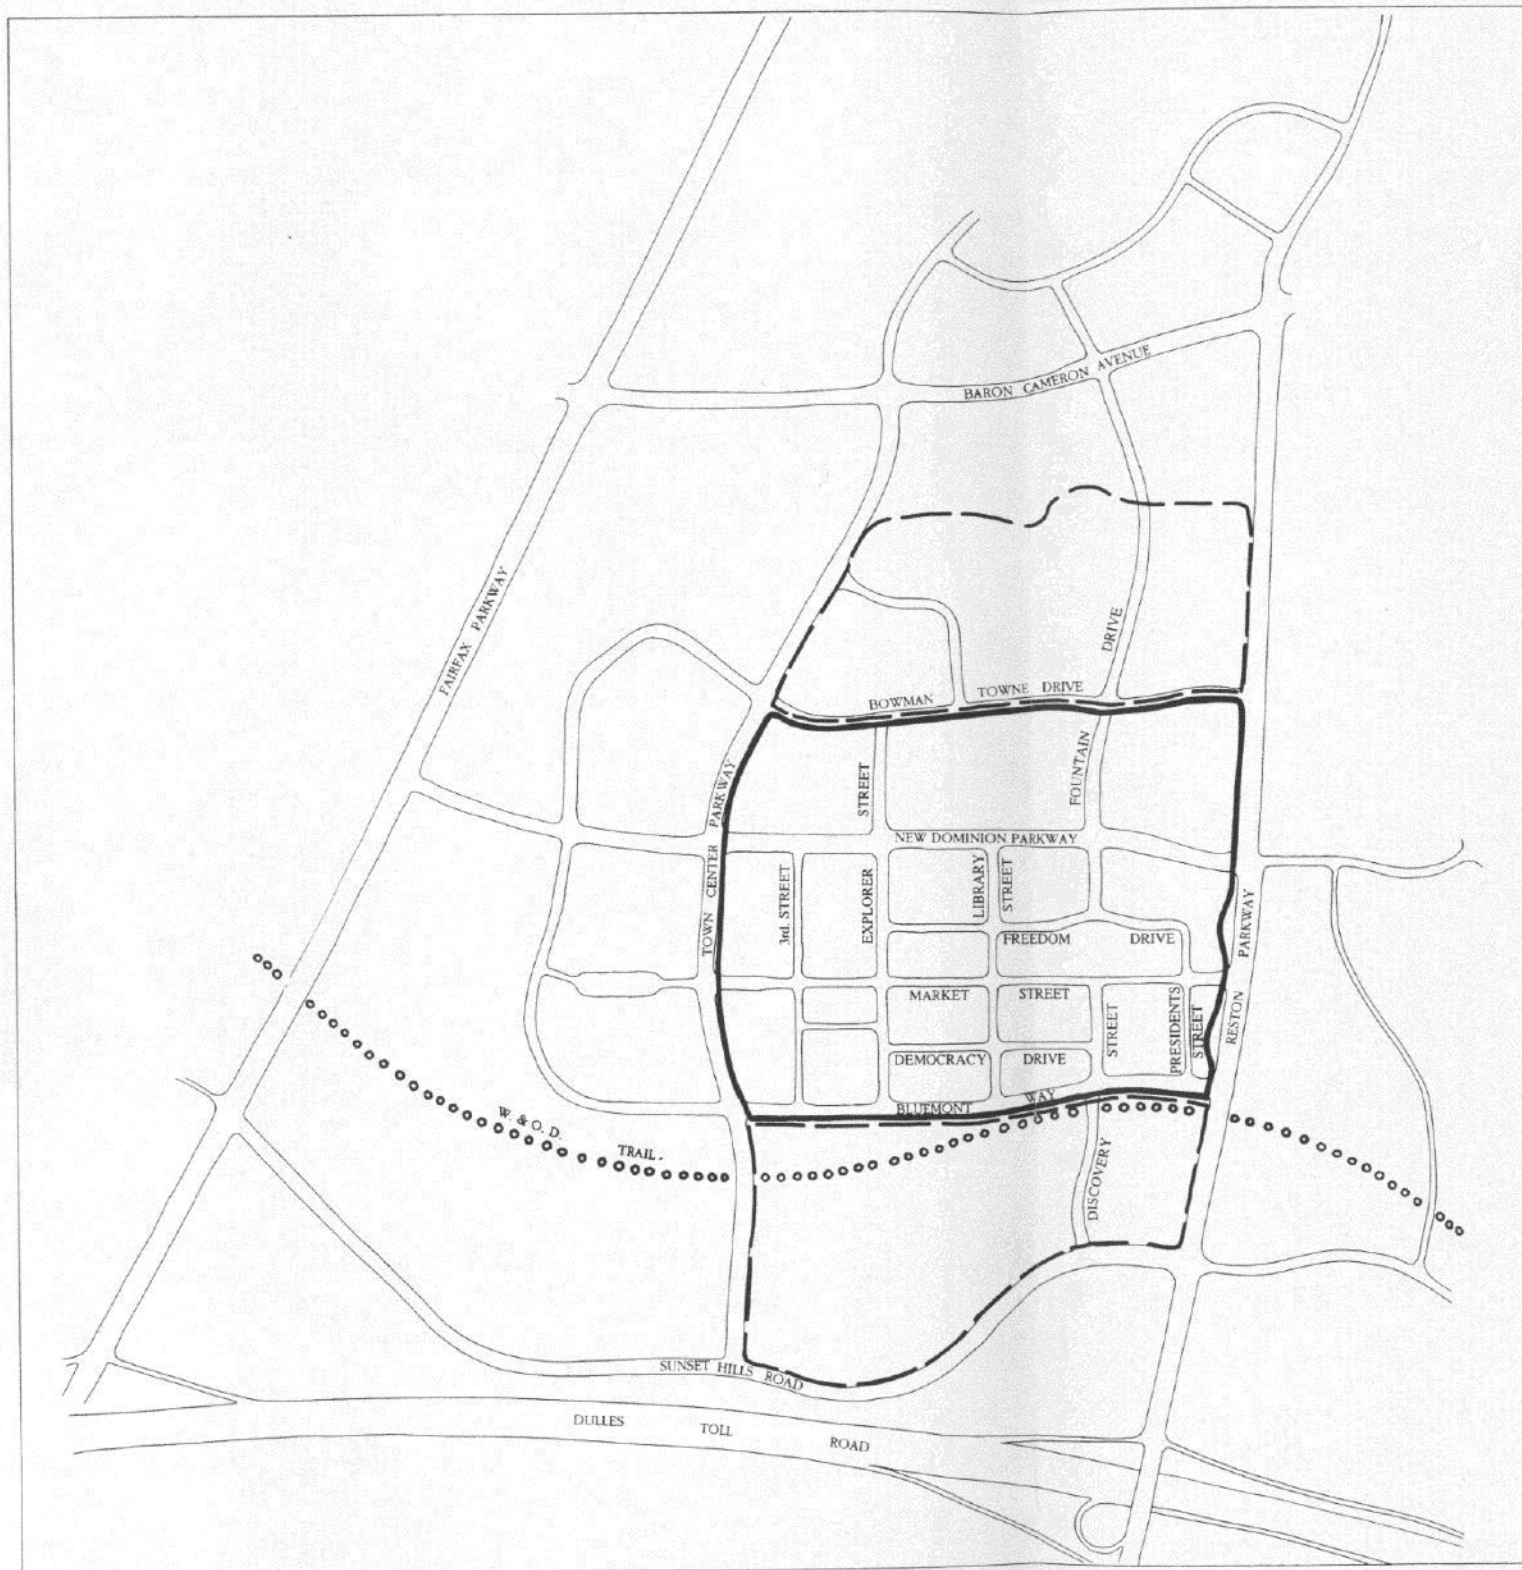 BARON CAMERON AVENUE
FAIRFAX PARKWAY
DRIVE
BOWMAN TOWNE DRIVE
FOUNTAIN
STREET
TOWN CENTER PARKWAY
NEW DOMINION PARKWAY
3rd. STREET
EXPLORER
LIBRARY
STREET
FREEDOM DRIVE
PARKWAY
RESTON
MARKET STREET
STREET
PRESIDENTS
STREET
DEMOCRACY DRIVE
BLUEMONT WAY
W. & O. D.
TRAIL.
DISCOVERY
SUNSET HILLS ROAD
DULLES TOLL ROAD